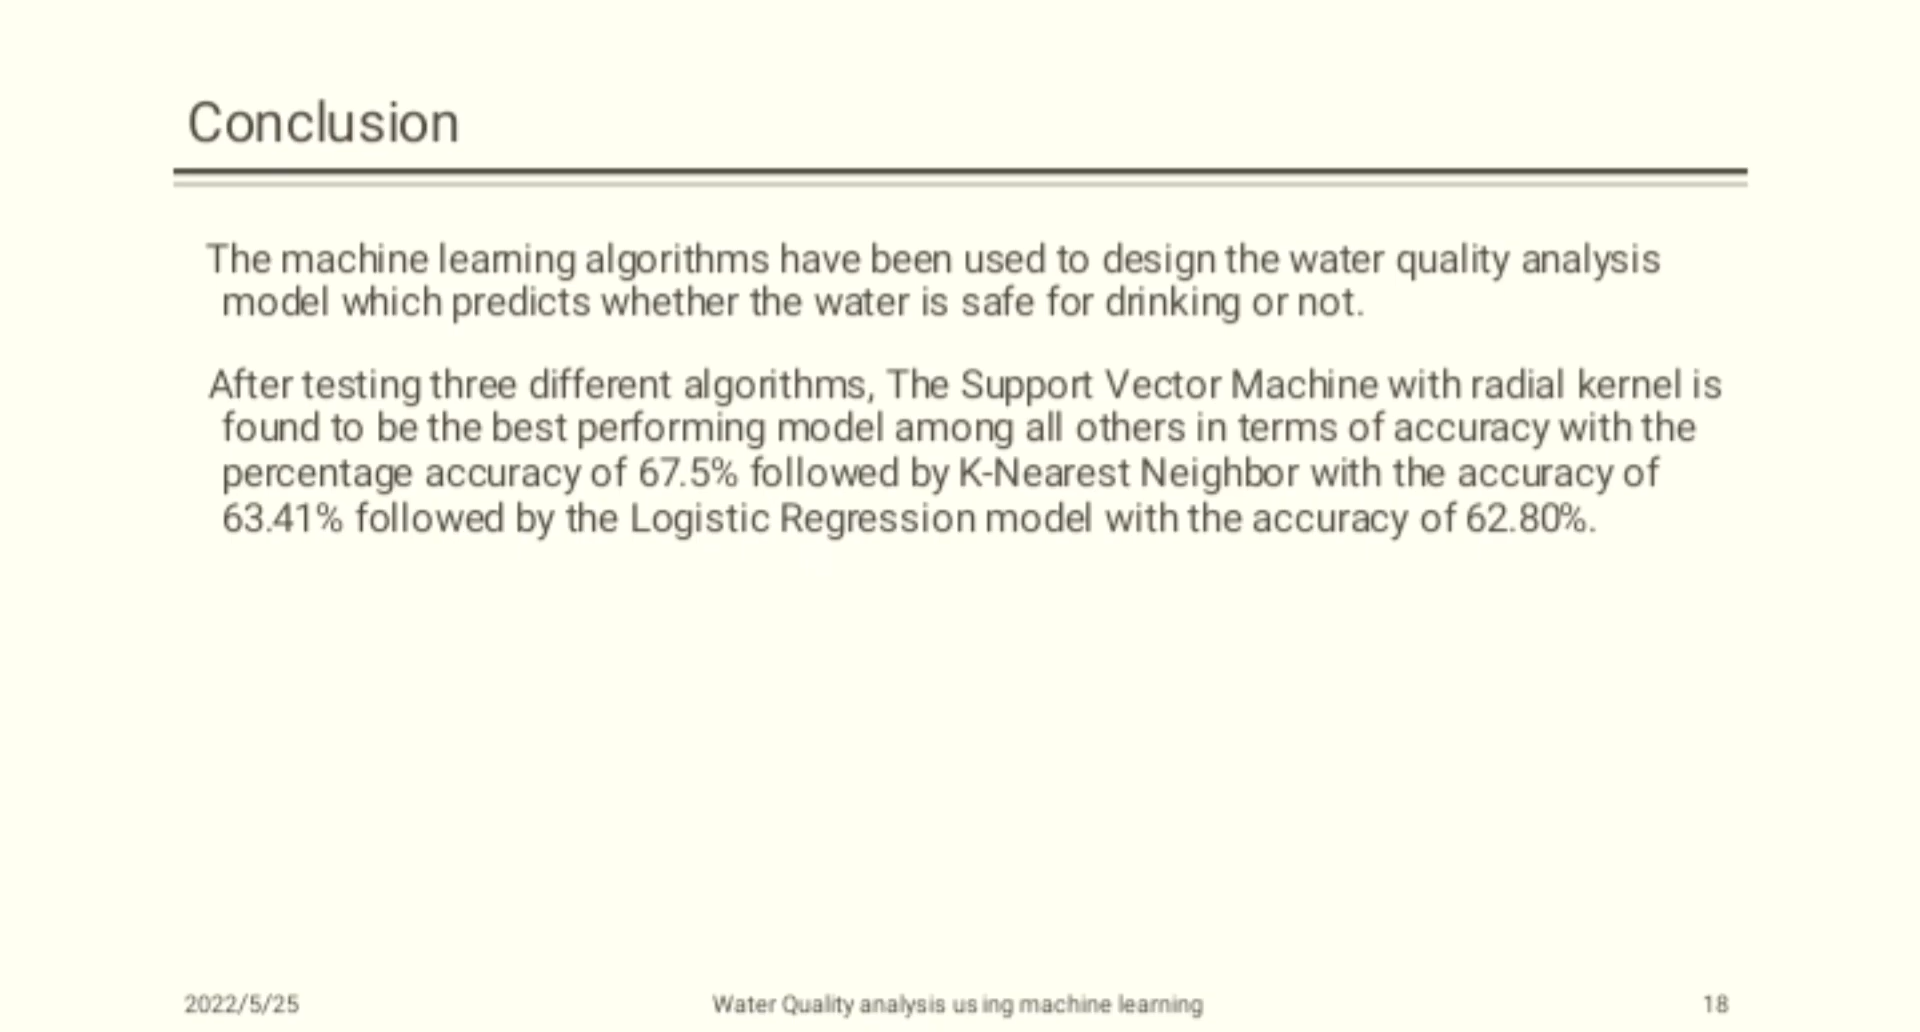 Conclusion
The machine learning algorithms have been used to design the water quality analysis
model which predicts whether the water is safe for drinking or not.
After testing three different algorithms, The Support Vector Machine with radial kernel is
found to be the best performing model among all others in terms of accuracy with the
percentage accuracy of 67.5% followed by K-Nearest Neighbor with the accuracy of
63.41% followed by the Logistic Regression model with the accuracy of 62.80%.
2022/5/25 Water Quality analysis using machine learning 18